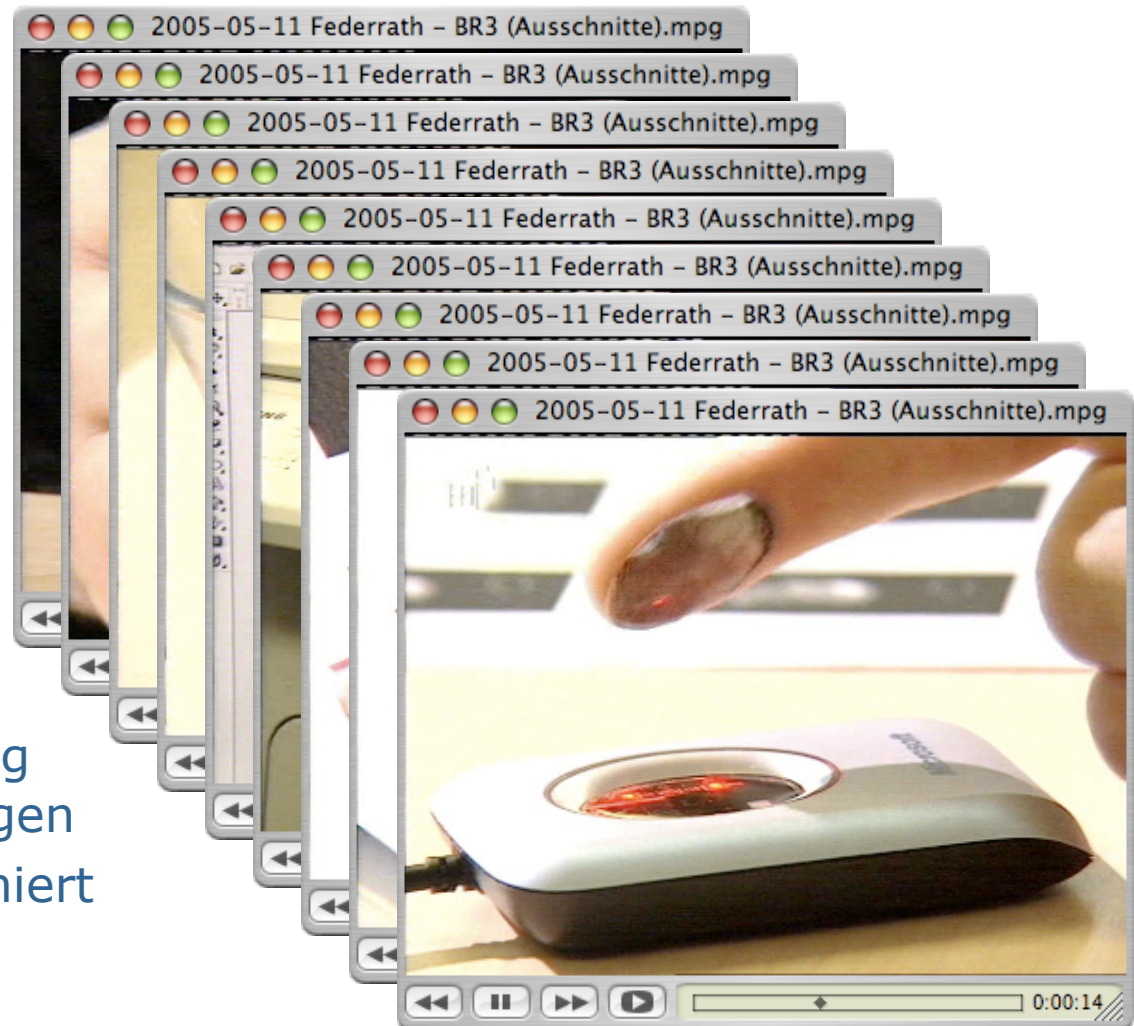 2005-05-11 Federrath – BR3 (Ausschnitte).mpg
2005-05-11 Federrath – BR3 (Ausschnitte).mpg
2005-05-11 Federrath – BR3 (Ausschnitte).mpg
2005-05-11 Federrath – BR3 (Ausschnitte).mpg
2005-05-11 Federrath – BR3 (Ausschnitte).mpg
2005-05-11 Federrath – BR3 (Ausschnitte).mpg
2005-05-11 Federrath – BR3 (Ausschnitte).mpg
2005-05-11 Federrath – BR3 (Ausschnitte).mpg
2005-05-11 Federrath – BR3 (Ausschnitte).mpg
g
gen
niert
Microsoft
0:00:14